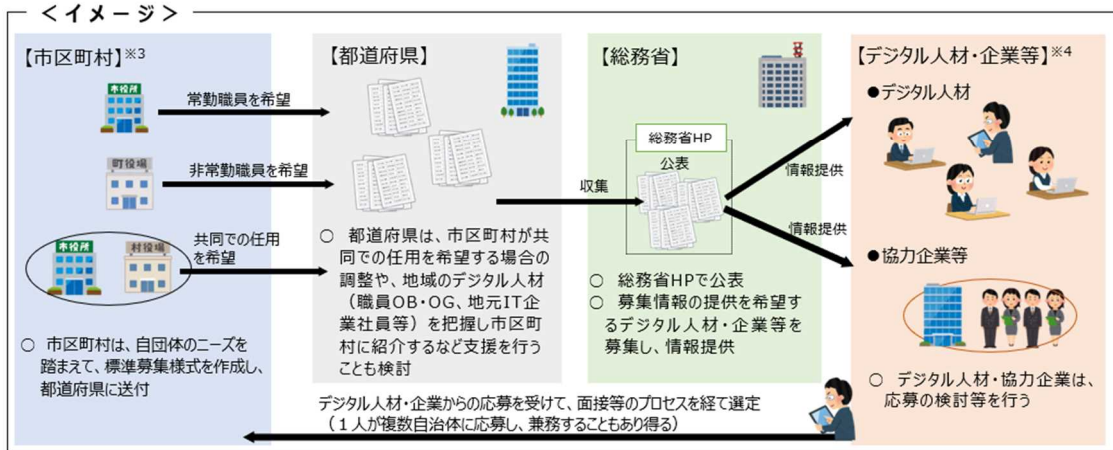 ＜イメージ＞
【市区町村】※3
市役所
常勤職員を希望
町役場
非常勤職員を希望
市役所
村役場
共同での任用
を希望
○ 市区町村は、自団体のニーズを
踏まえて、標準募集様式を作成し、
都道府県に送付
【都道府県】
○ 都道府県は、市区町村が共
同での任用を希望する場合の
調整や、地域のデジタル人材
（職員OB・OG、地元IT企
業社員等）を把握し市区町
村に紹介するなど支援を行う
ことも検討
収集
【総務省】
総務省HP
公表
○ 総務省HPで公表
○ 募集情報の提供を希望す
るデジタル人材・企業等を
募集し、情報提供
情報提供
情報提供
【デジタル人材・企業等】※4
●デジタル人材
●協力企業等
○ デジタル人材・協力企業は、
応募の検討等を行う
デジタル人材・企業からの応募を受けて、面接等のプロセスを経て選定
（１人が複数自治体に応募し、兼務することもあり得る）